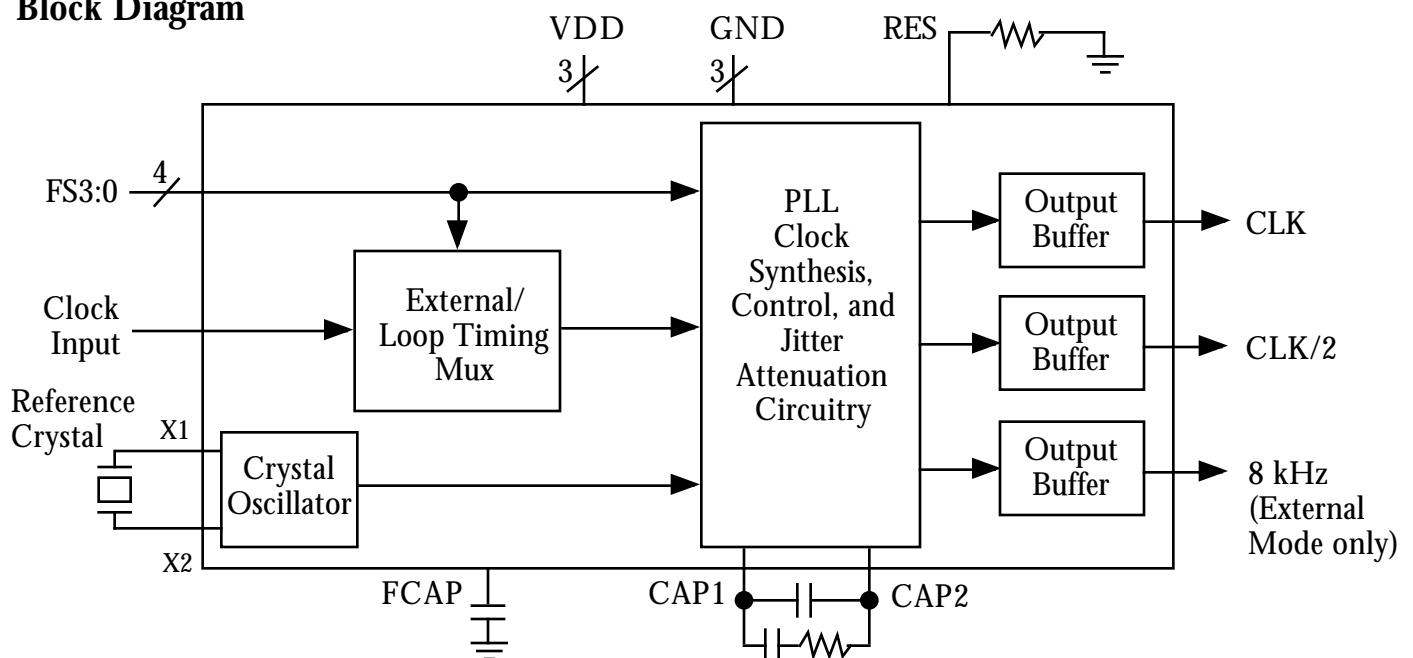 Block Diagram
VDD
GND
RES
3
3
FS3:0
4
Clock
Input
Reference
Crystal
X1
X2
External/
Loop Timing
Mux
Crystal
Oscillator
PLL
Clock
Synthesis,
Control, and
Jitter
Attenuation
Circuitry
Output
Buffer
CLK
Output
Buffer
CLK/2
Output
Buffer
8 kHz
(External
Mode only)
FCAP
CAP1
CAP2